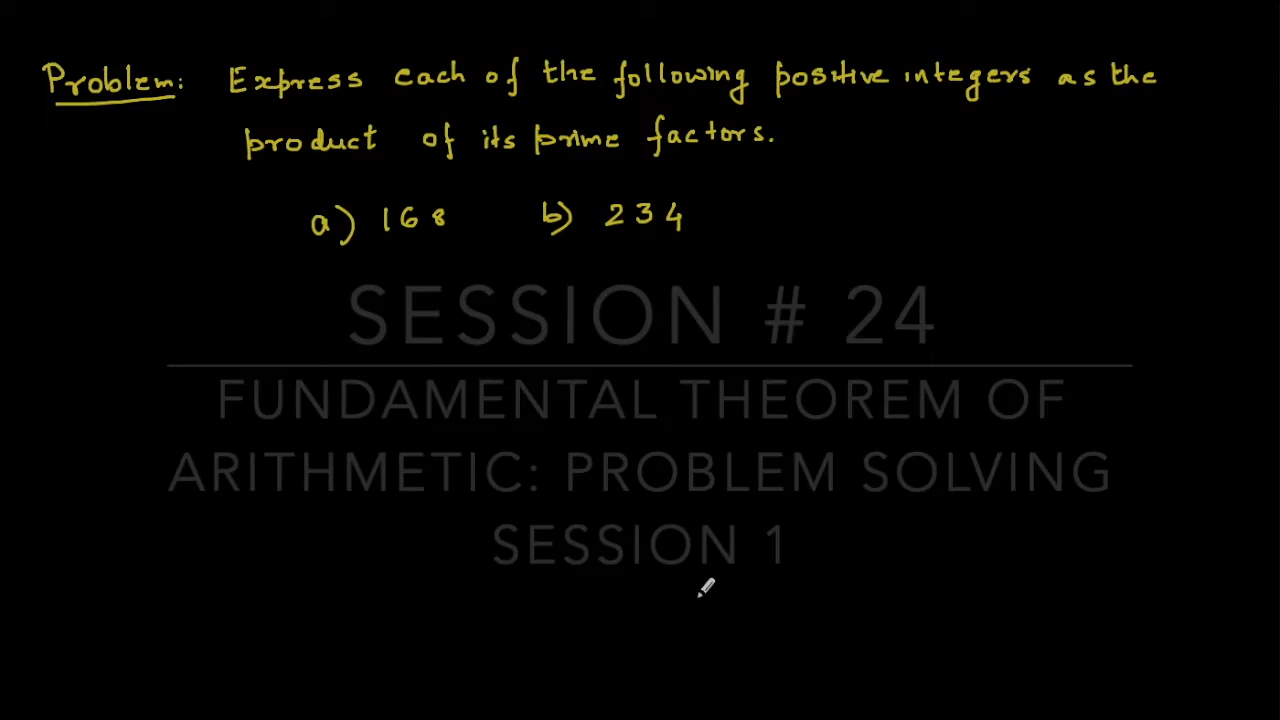 Problem: Express each of the following positive integers as the
product of its prime factors.
a) 168 b) 234
SESSION # 24
FUNDAMENTAL THEOREM OF
ARITHMETIC: PROBLEM SOLVING
SESSION 1